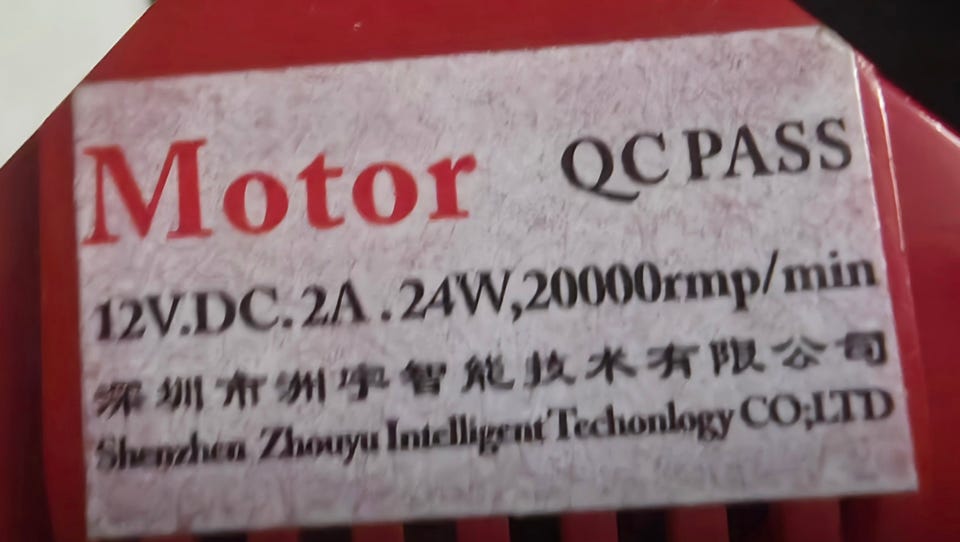 Motor QC PASS
12V.DC.2A.24W,20000rmp/min
深圳市洲宇智能技术有限公司
Shenzhen Zhouyu Intelligent Techonlogy CO;LTD